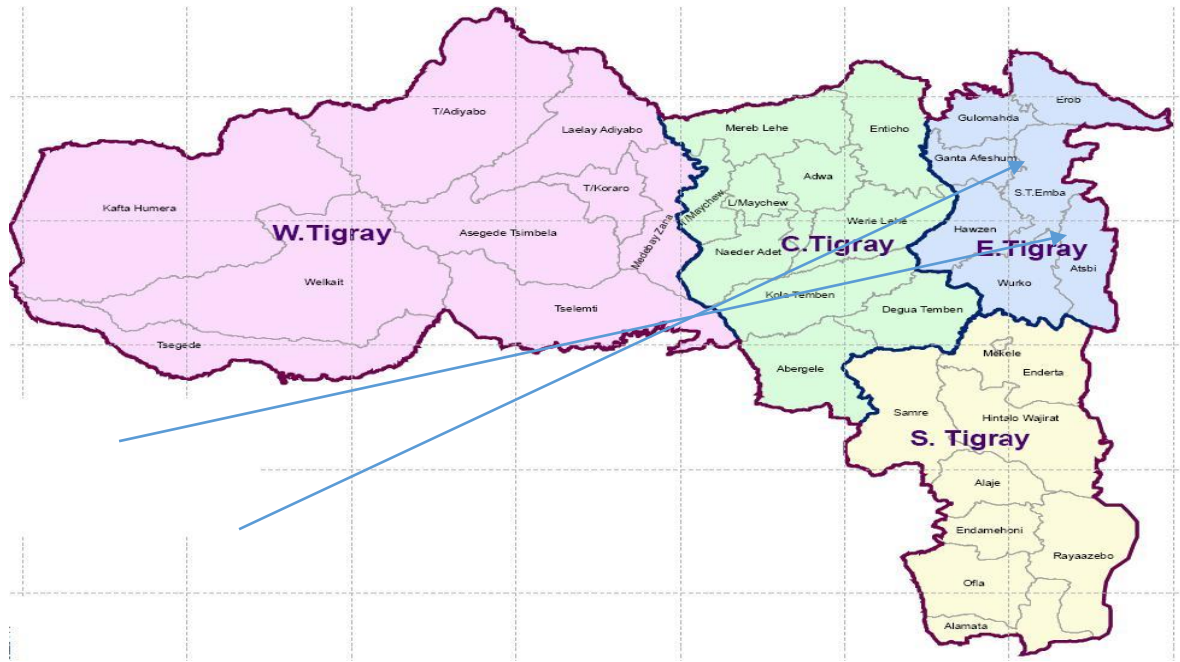 Erob
T/Adiyabo
Gulomahda
Laelay Adiyabo
Mereb Lehe
Enticho
Ganta Afeshum
Adwa
T/Koraro
S.T.Emba
Kafta Humera
L/Maychew
T/Maychew
Werie Lehe
W.Tigray
Asegede Tsimbela
Medebay Zana
Hawzen
C.Tigray
E.Tigray
Naeder Adet
Atsbi
Welkait
Wurko
Kola Temben
Tselemti
Degua Temben
Tsegede
Mekele
Abergele
Enderta
Samre
Hintalo Wajirat
S. Tigray
Alaje
Endamehoni
Rayaazebo
Ofla
Alamata